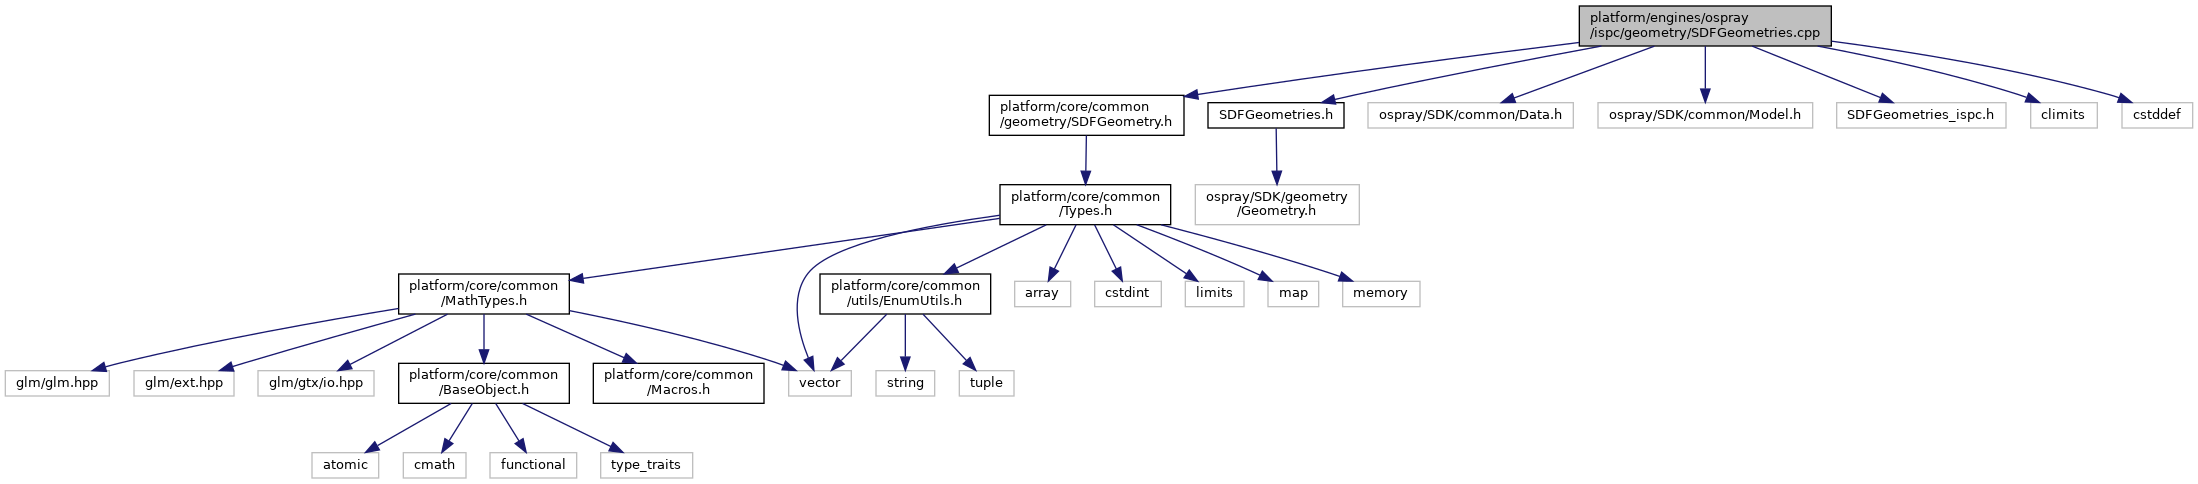 platform/engines/ospray
/ispc/geometry/SDFGeometries.cpp
platform/core/common
/geometry/SDFGeometry.h
SDFGeometries.h
ospray/SDK/common/Data.h
ospray/SDK/common/Model.h
SDFGeometries_ispc.h
climits
cstddef
platform/core/common
/Types.h
ospray/SDK/geometry
/Geometry.h
platform/core/common
/MathTypes.h
platform/core/common
/utils/EnumUtils.h
array
cstdint
limits
map
memory
glm/glm.hpp
glm/ext.hpp
glm/gtx/io.hpp
platform/core/common
/BaseObject.h
platform/core/common
/Macros.h
vector
string
tuple
atomic
cmath
functional
type_traits